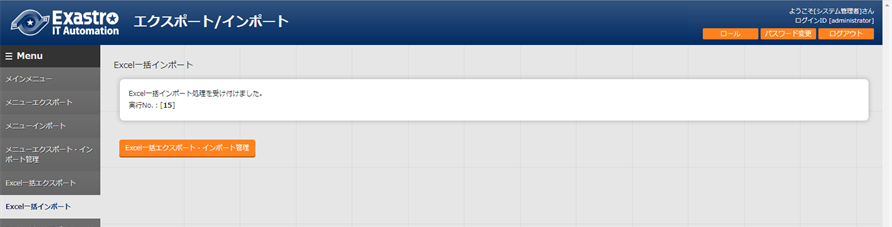 Exastro
IT Automation
エクスポート/インポート
ようこそ[システム管理者]さん
ログインID [administrator]
ロール
パスワード変更
ログアウト
Menu
メインメニュー
メニューエクスポート
メニューインポート
メニューエクスポート - イン
ポート管理
Excel一括エクスポート
Excel一括インポート
Excel一括インポート
Excel一括インポート処理を受け付けました。
実行No. : [15]
Excel一括エクスポート - インポート管理